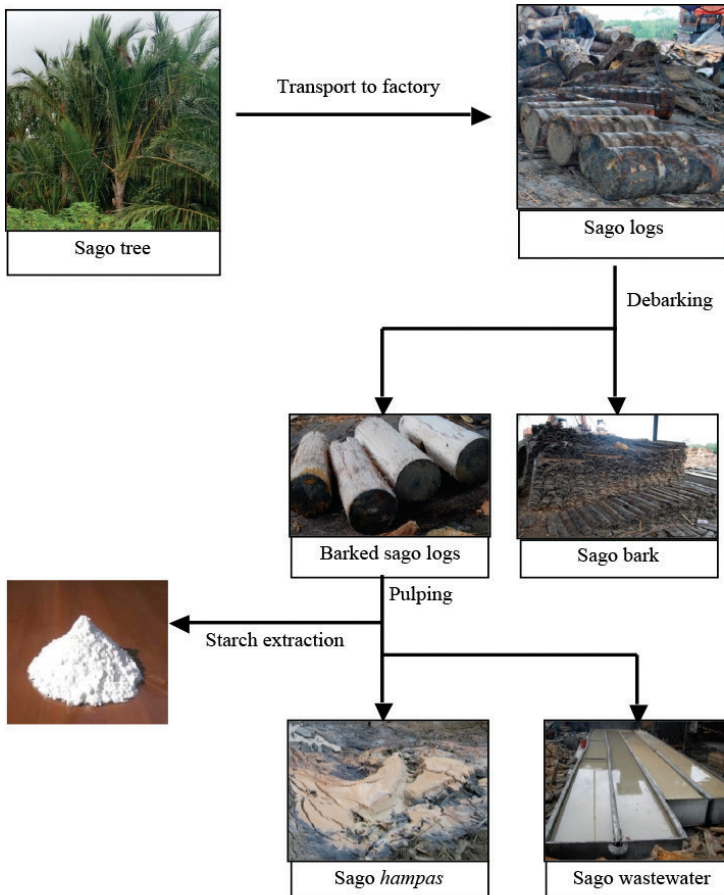 Transport to factory
Sago tree
Sago logs
Debarking
Barked sago logs
Sago bark
Pulping
Starch extraction
Sago hampas
Sago wastewater